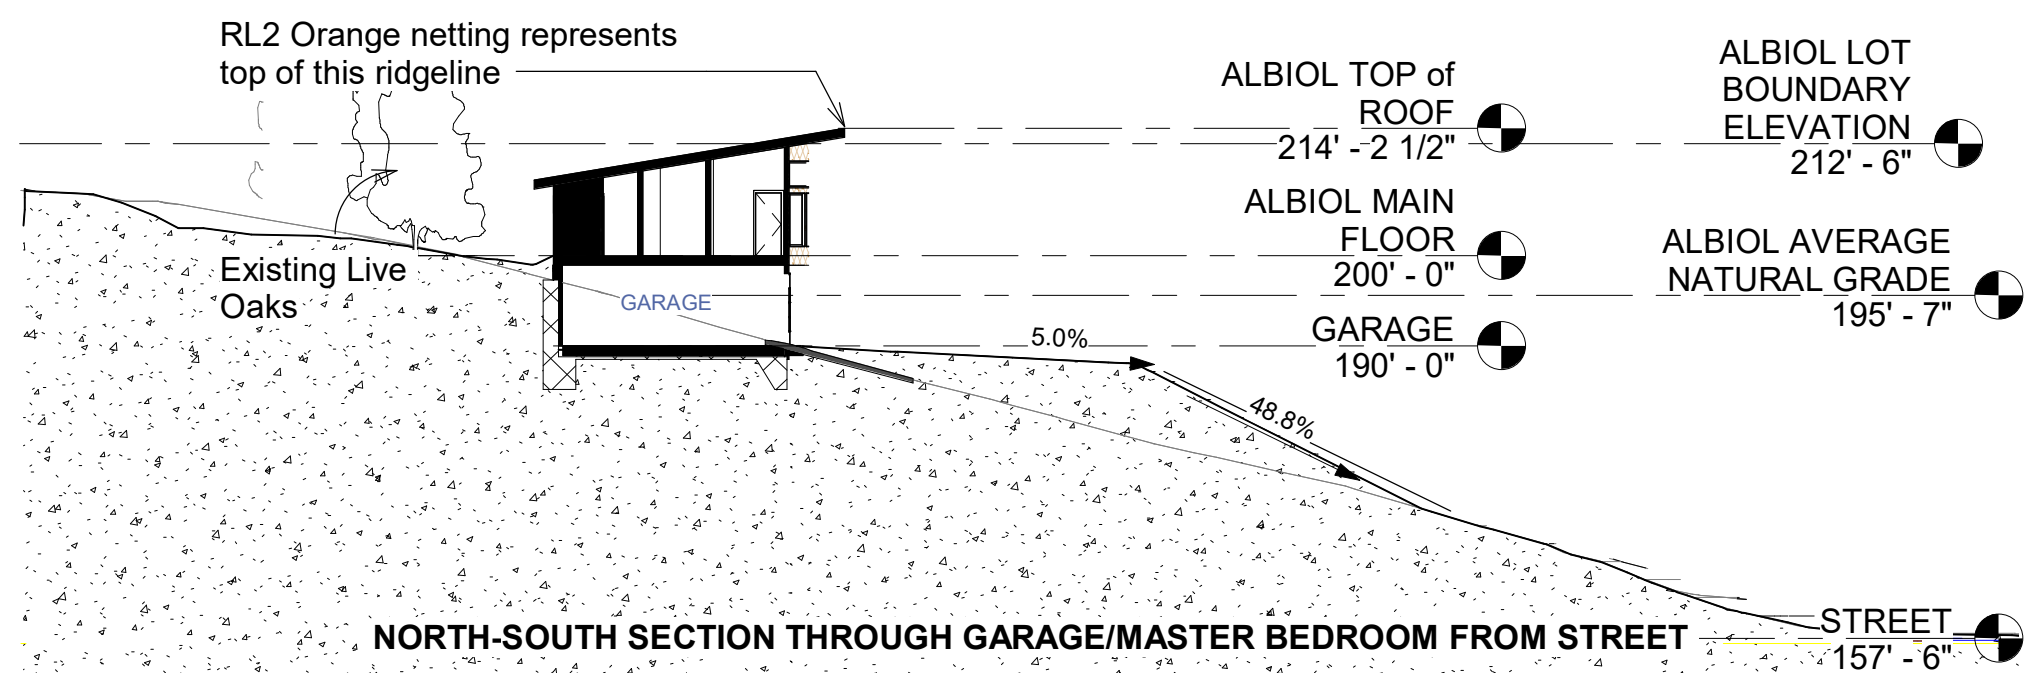 RL2 Orange netting represents
top of this ridgeline
ALBIOL TOP of
ROOF
214' - 2 1/2"
ALBIOL LOT
BOUNDARY
ELEVATION
212' - 6"
ALBIOL MAIN
FLOOR
200' - 0"
ALBIOL AVERAGE
NATURAL GRADE
195' - 7"
Existing Live
Oaks
GARAGE
GARAGE
190' - 0"
5.0%
48.8%
STREET
157' - 6"
NORTH-SOUTH SECTION THROUGH GARAGE/MASTER BEDROOM FROM STREET